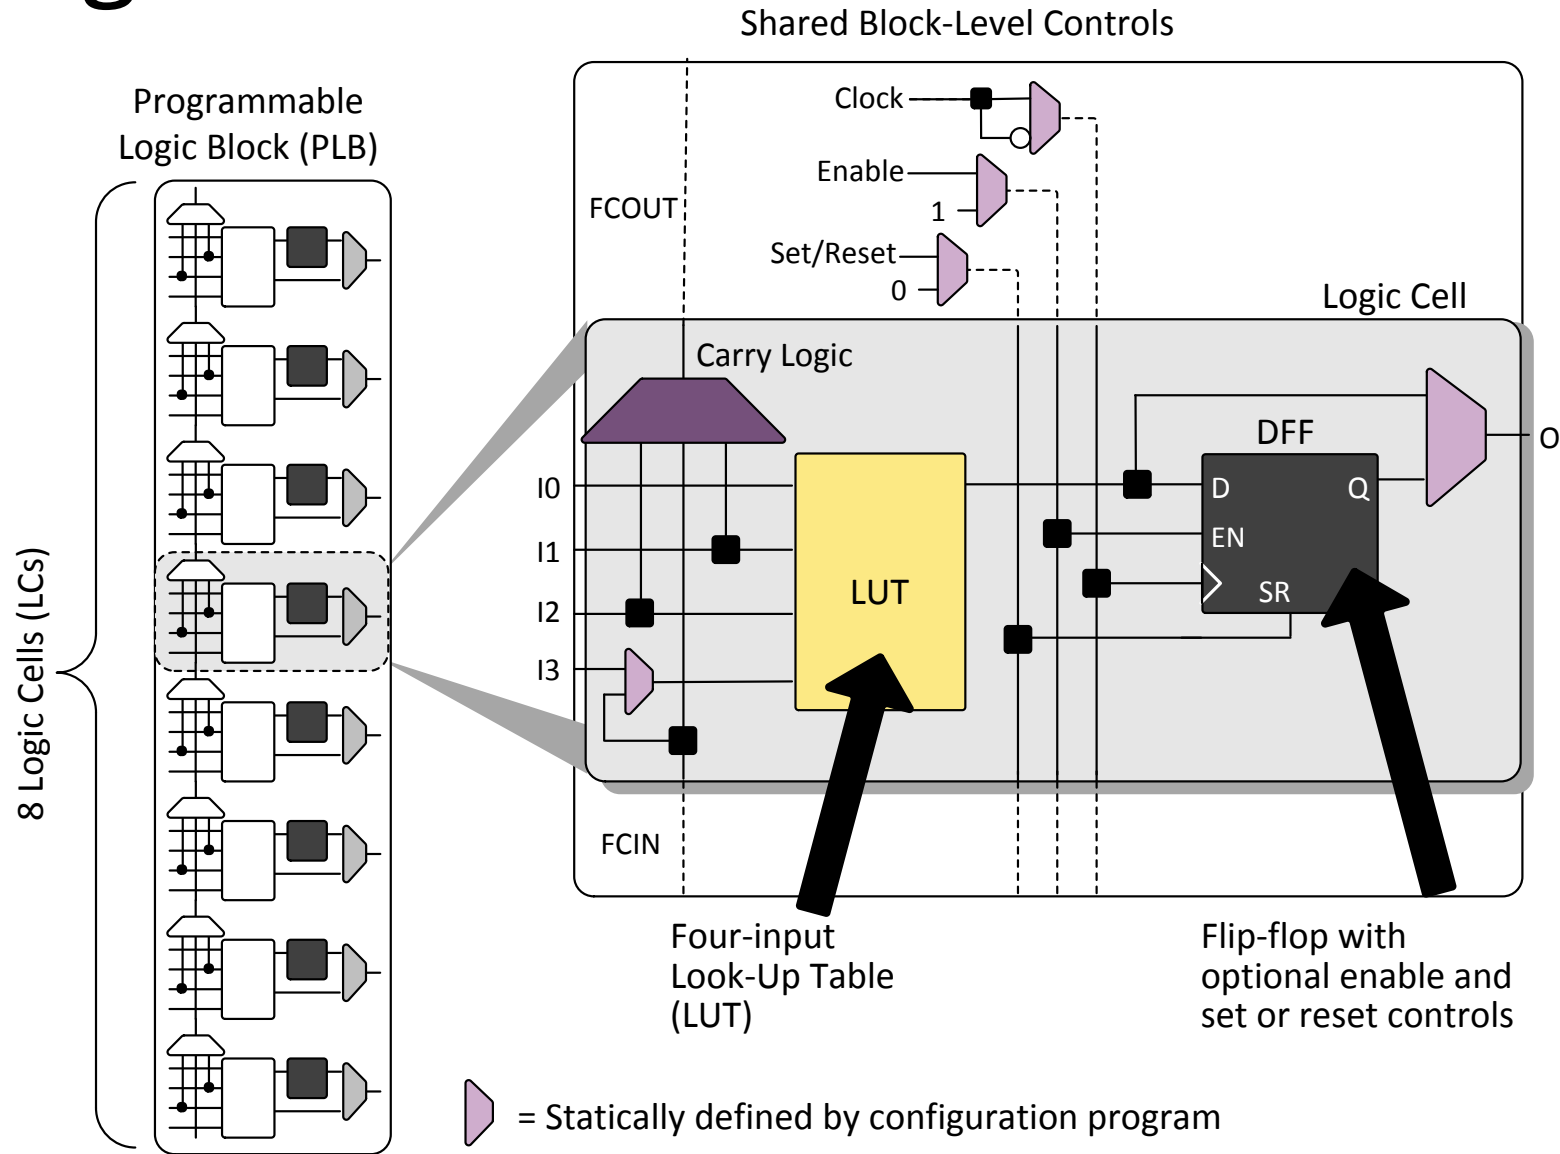 Shared Block-Level Controls
Programmable
Logic Block (PLB)
8 Logic Cells (LCs)
Clock
Enable
1
Set/Reset
0
FCOUT
Logic Cell
Carry Logic
I0
I1
I2
I3
LUT
DFF
D
Q
EN
SR
O
FCIN
Four-input
Look-Up Table
(LUT)
Flip-flop with
optional enable and
set or reset controls
= Statically defined by configuration program